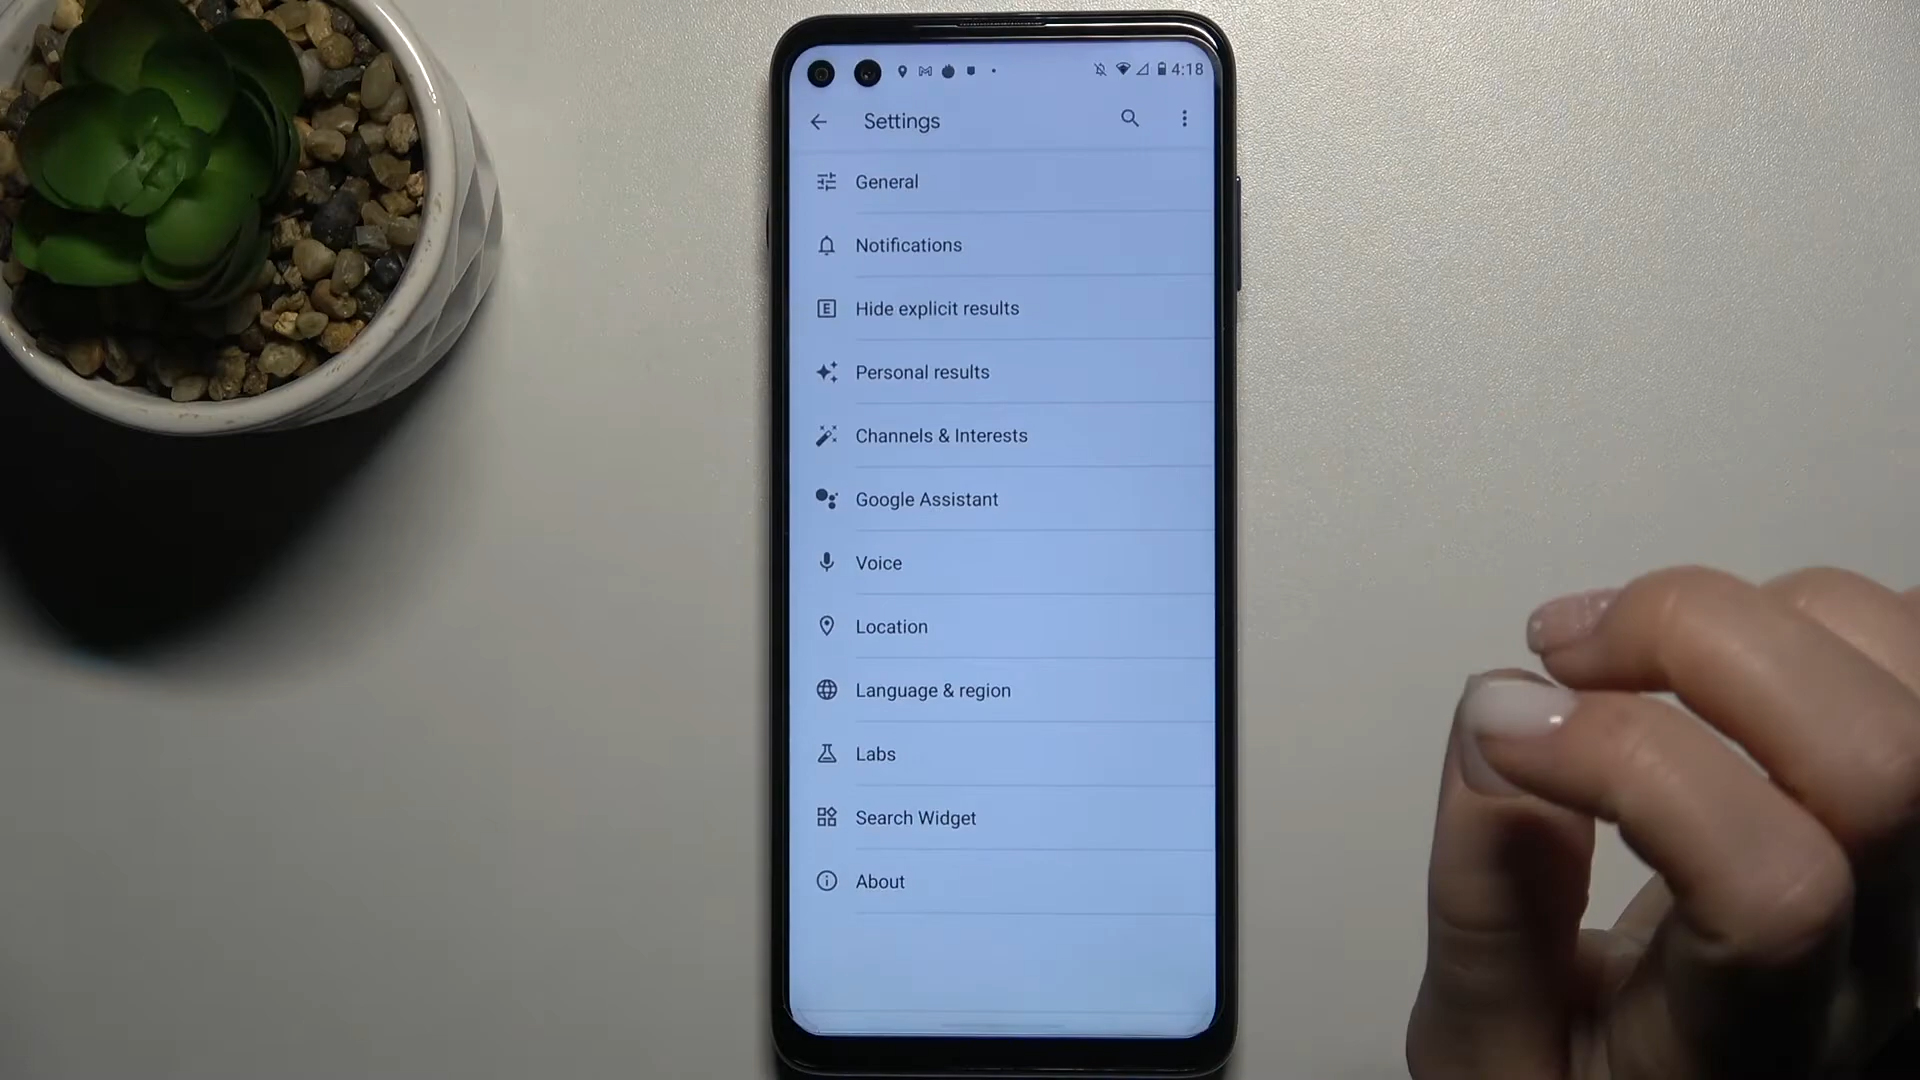 4:18
Settings
General
Notifications
E Hide explicit results
Personal results
Channels & Interests
Google Assistant
Voice
Location
Language & region
Labs
Search Widget
About